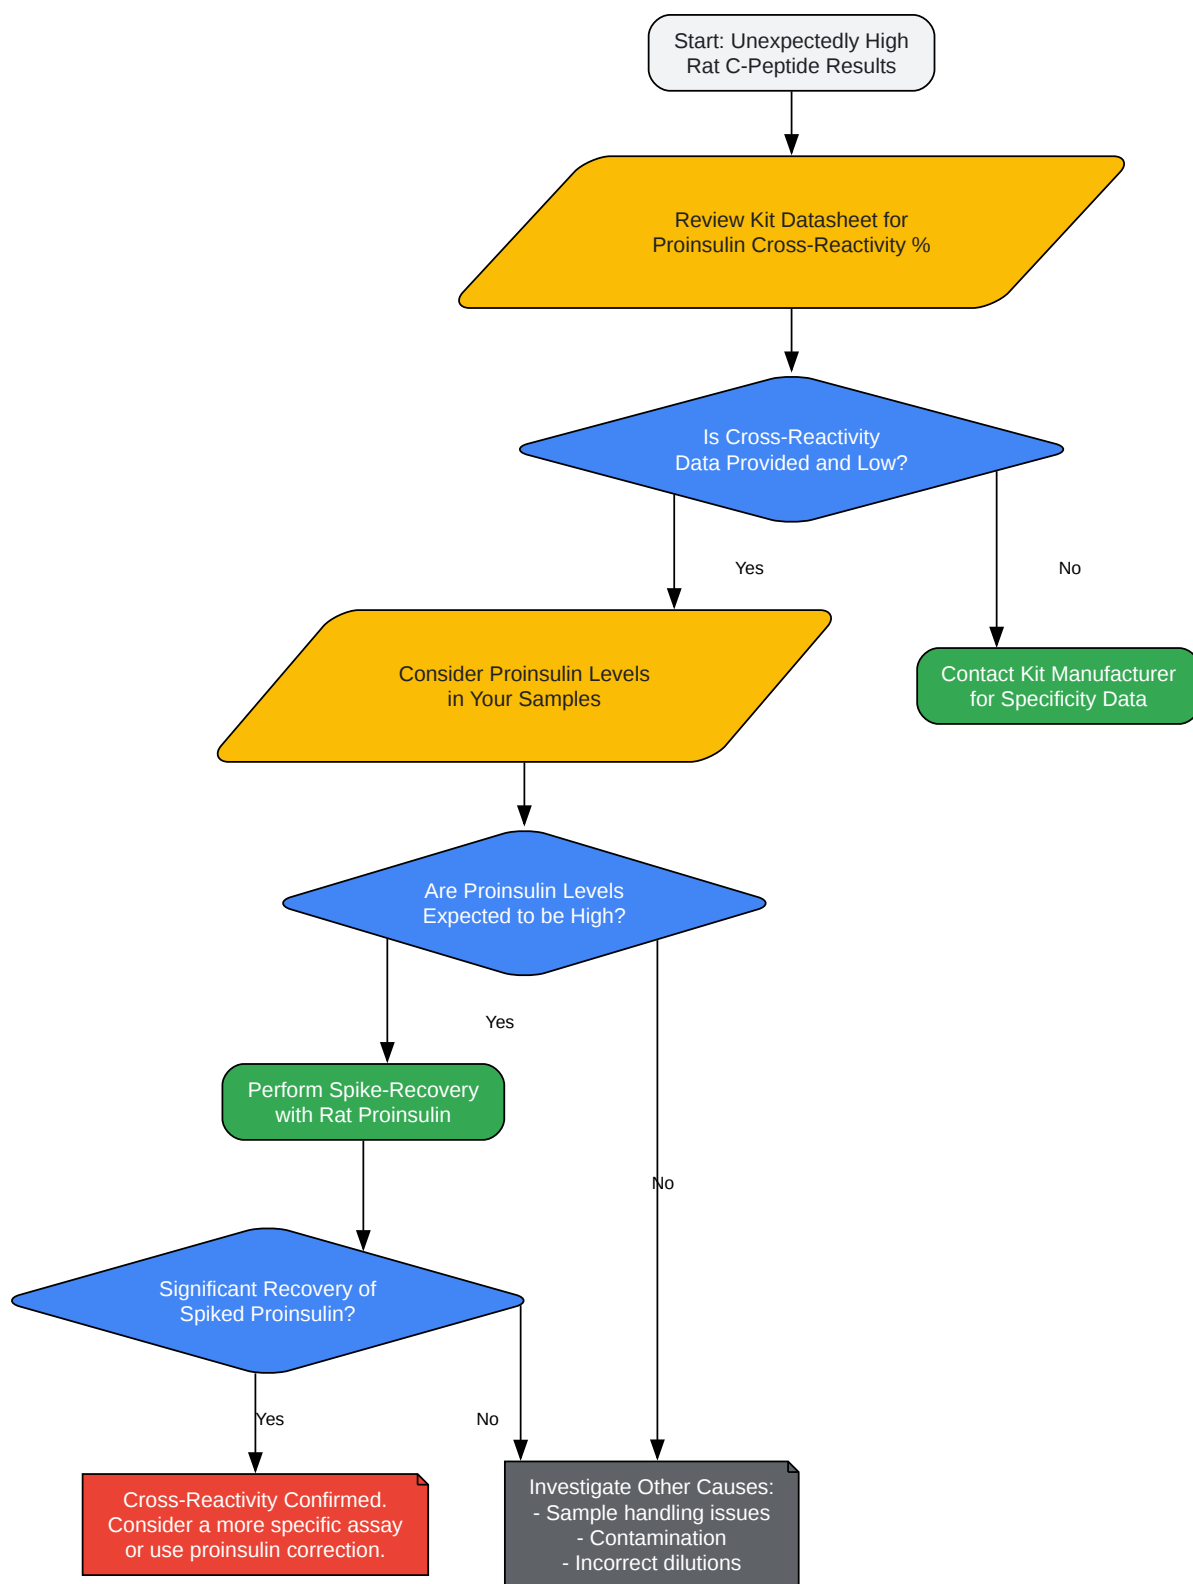 Start: Unexpectedly High
Rat C-Peptide Results
Review Kit Datasheet for
Proinsulin Cross-Reactivity %
Is Cross-Reactivity
Data Provided and Low?
Yes
No
Consider Proinsulin Levels
in Your Samples
Contact Kit Manufacturer
for Specificity Data
Are Proinsulin Levels
Expected to be High?
Yes
Perform Spike-Recovery
with Rat Proinsulin
No
Significant Recovery of
Spiked Proinsulin?
Yes
No
Cross-Reactivity Confirmed.
Consider a more specific assay
or use proinsulin correction.
Investigate Other Causes:
- Sample handling issues
- Contamination
- Incorrect dilutions